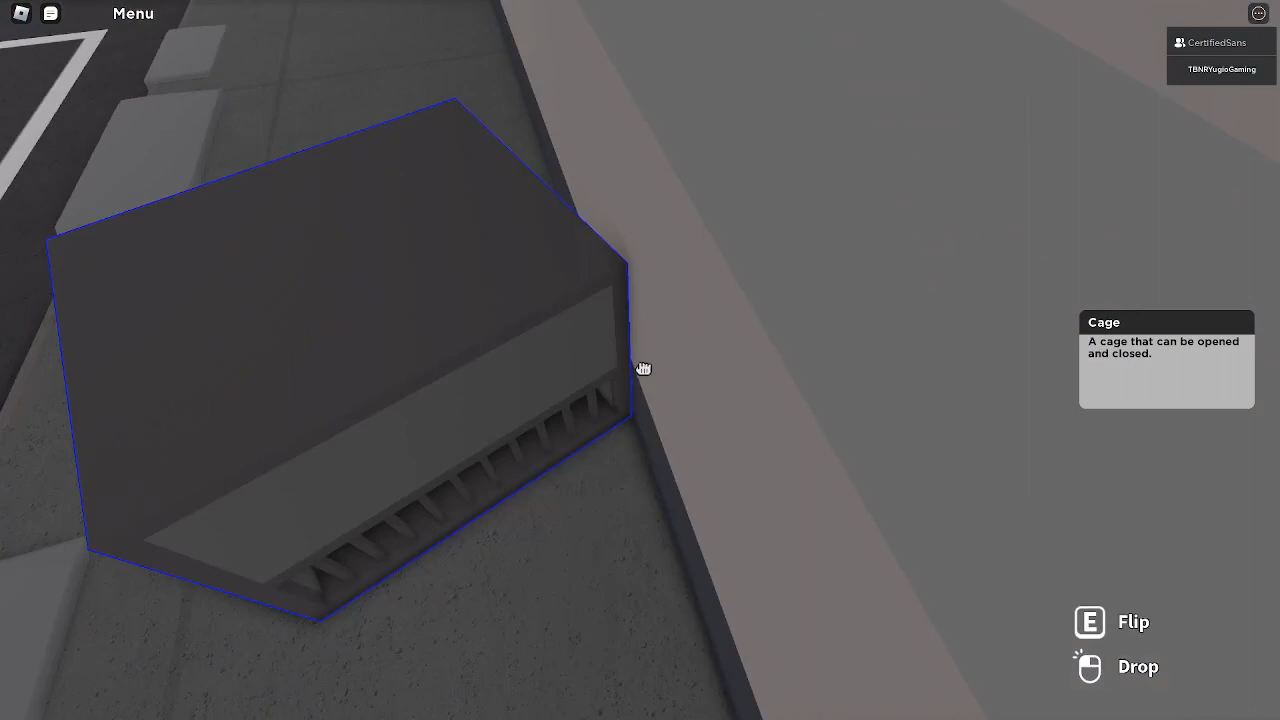 Menu
CertifiedSans
TBNRYugioGaming
Cage
A cage that can be opened
and closed.
E Flip
Drop